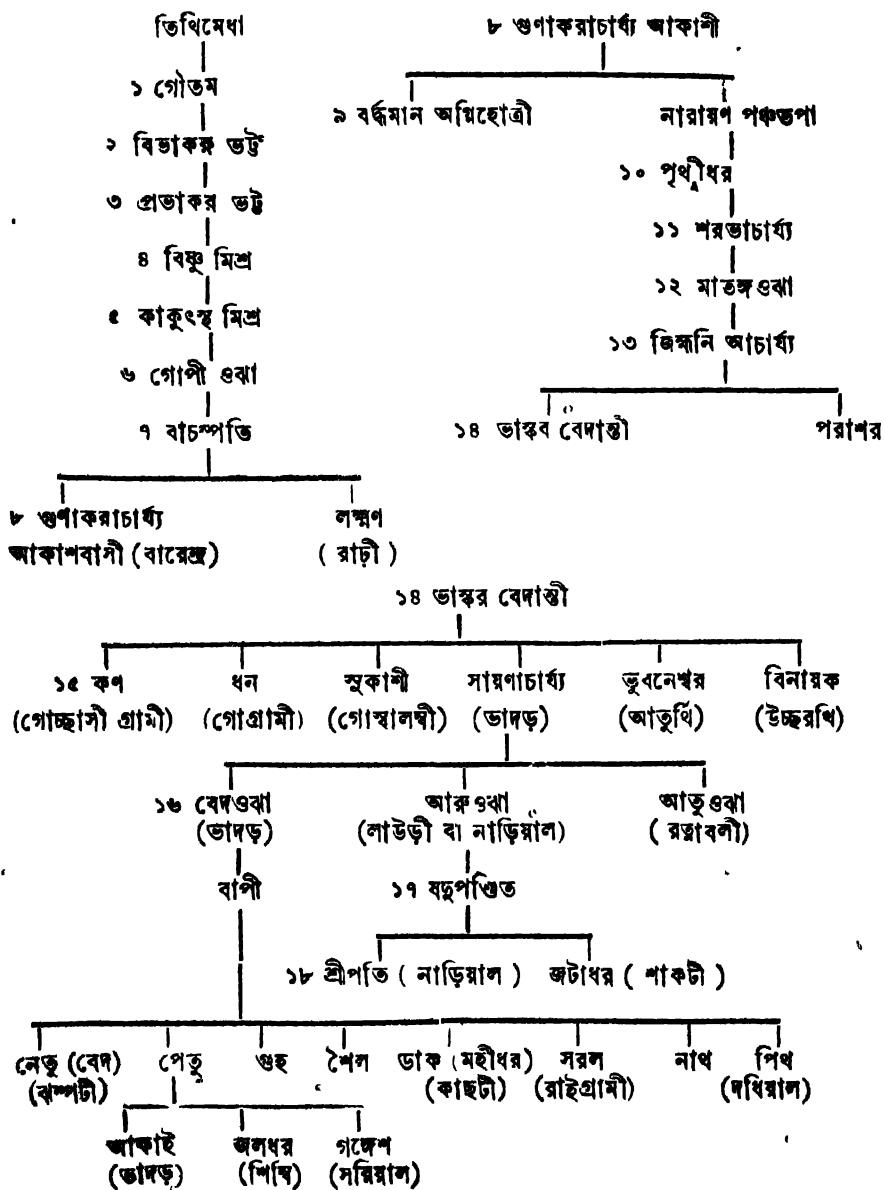 তিথিমেধা
১ গৌতম
২ বিভাকর ভট্ট
৩ প্রভাকর ভট্ট
৪ বিষ্ণু মিশ্র
৫ কাকুৎস্থ মিশ্র
৬ গোপী ওঝা
৭ বাচস্পতি
৮ গুণাকরাচার্য্য লক্ষ্মণ
আকাশবাসী (বারেন্দ্র) (রাঢ়ী)
৮ গুণাকরাচার্য্য আকাশী
৯ বর্দ্ধমান অগ্নিহোত্রী নারায়ণ পঞ্চতপা
১০ পৃথ্বীধর
১১ শরভাচার্য্য
১২ মাতঙ্গওঝা
১৩ জিহ্মনি আচার্য্য
১৪ ভাস্কব বেদান্তী পরাশর
১৪ ভাস্কর বেদান্তী
১৫ কণ ধন সুকাশী সায়ণাচার্য্য ভুবনেশ্বর বিনায়ক
(গোচ্ছাসী গ্রামী) (গোগ্রামী) (গোস্বালম্বী) (ভাদড়) (আতুর্থি) (উচ্ছরখি)
১৬ বেদওঝা আরুওঝা আতুওঝা
(ভাদড়) (লাউড়ী বা নাড়িয়াল) (রত্নাবলী)
বাপী ১৭ যদুপণ্ডিত
১৮ শ্রীপতি (নাড়িয়াল) জটাধর (শাকটী)
নেতু (বেদ) পেতু গুহ শৈল ডাক (মহীধর) সরল নাথ পিথ
(ঝম্পটী) (কাছটী) (রাইগ্রামী) (দধিয়াল)
আকাই জলধর গঙ্গেশ
(ভাদড়) (শিম্বি) (সরিয়াল)